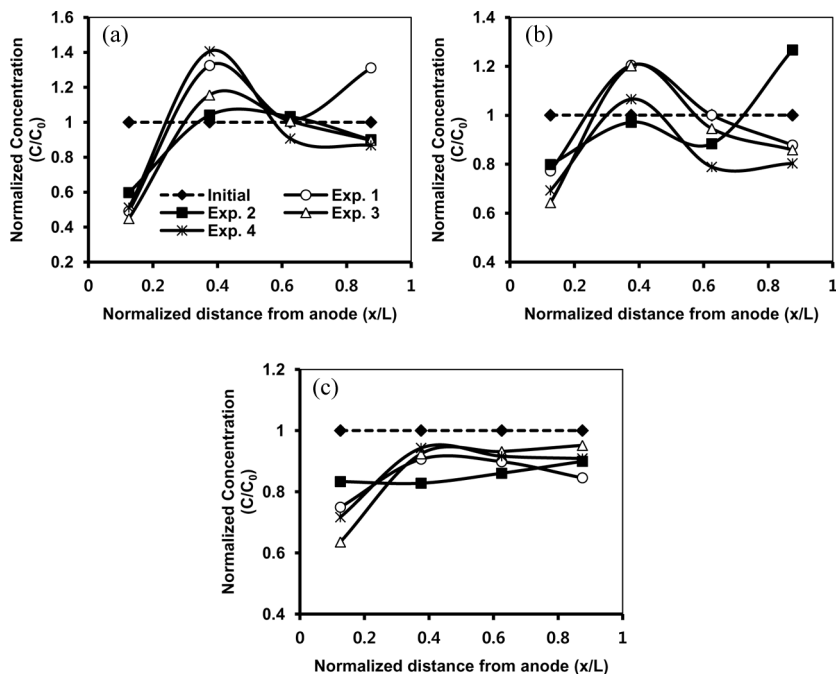 (a)
Normalized Concentration
(C/C₀)
1.6
1.4
1.2
1
0.8
0.6
0.4
0.2
Initial
Exp. 1
Exp. 2
Exp. 3
Exp. 4
0 0.2 0.4 0.6 0.8 1
Normalized distance from anode (x/L)
(b)
Normalized Concentration
(C/C₀)
1.4
1.2
1
0.8
0.6
0.4
0 0.2 0.4 0.6 0.8 1
Normalized distance from anode (x/L)
(c)
Normalized Concentration
(C/C₀)
1.2
1
0.8
0.6
0.4
0 0.2 0.4 0.6 0.8 1
Normalized distance from anode (x/L)